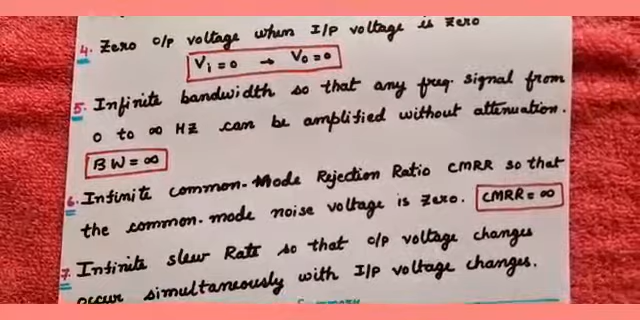 4. Zero o/p voltage when I/P voltage is zero
Vi = 0 → Vo = 0
5. Infinite bandwidth so that any freq. signal from
0 to ∞ HZ can be amplified without attenuation.
BW = ∞
6. Infinite common-Mode Rejection Ratio CMRR so that
the common-mode noise voltage is zero. CMRR = ∞
7. Infinite slew Rate so that o/p voltage changes
occur simultaneously with I/P voltage changes.